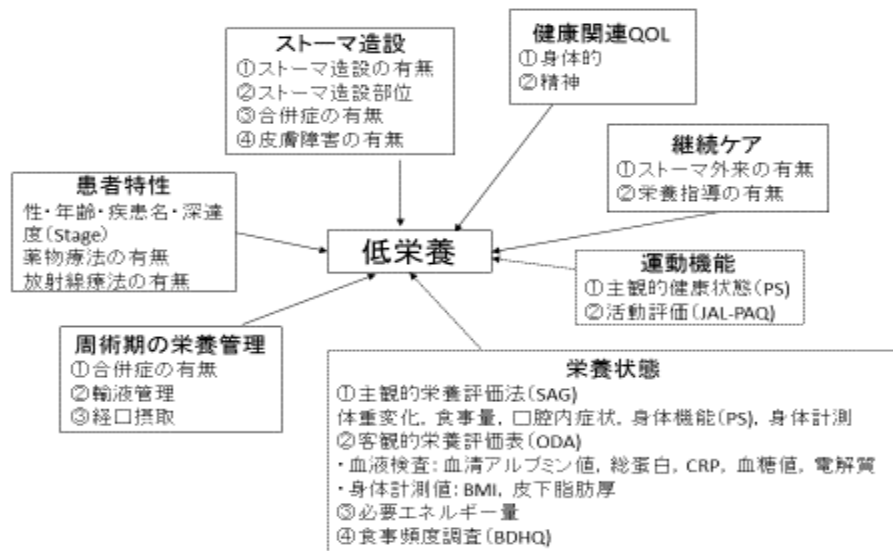 ストーマ造設
①ストーマ造設の有無
②ストーマ造設部位
③合併症の有無
④皮膚障害の有無
健康関連QOL
①身体的
②精神
継続ケア
①ストーマ外来の有無
②栄養指導の有無
患者特性
性・年齢・疾患名・深達
度(Stage)
薬物療法の有無
放射線療法の有無
低栄養
運動機能
①主観的健康状態(PS)
②活動評価(JAL-PAQ)
周術期の栄養管理
①合併症の有無
②輸液管理
③経口摂取
栄養状態
①主観的栄養評価法(SAG)
体重変化, 食事量, 口腔内症状, 身体機能(PS), 身体計測
②客観的栄養評価表(ODA)
・血液検査: 血清アルブミン値, 総蛋白, CRP, 血糖値, 電解質
・身体計測値: BMI, 皮下脂肪厚
③必要エネルギー量
④食事頻度調査(BDHQ)